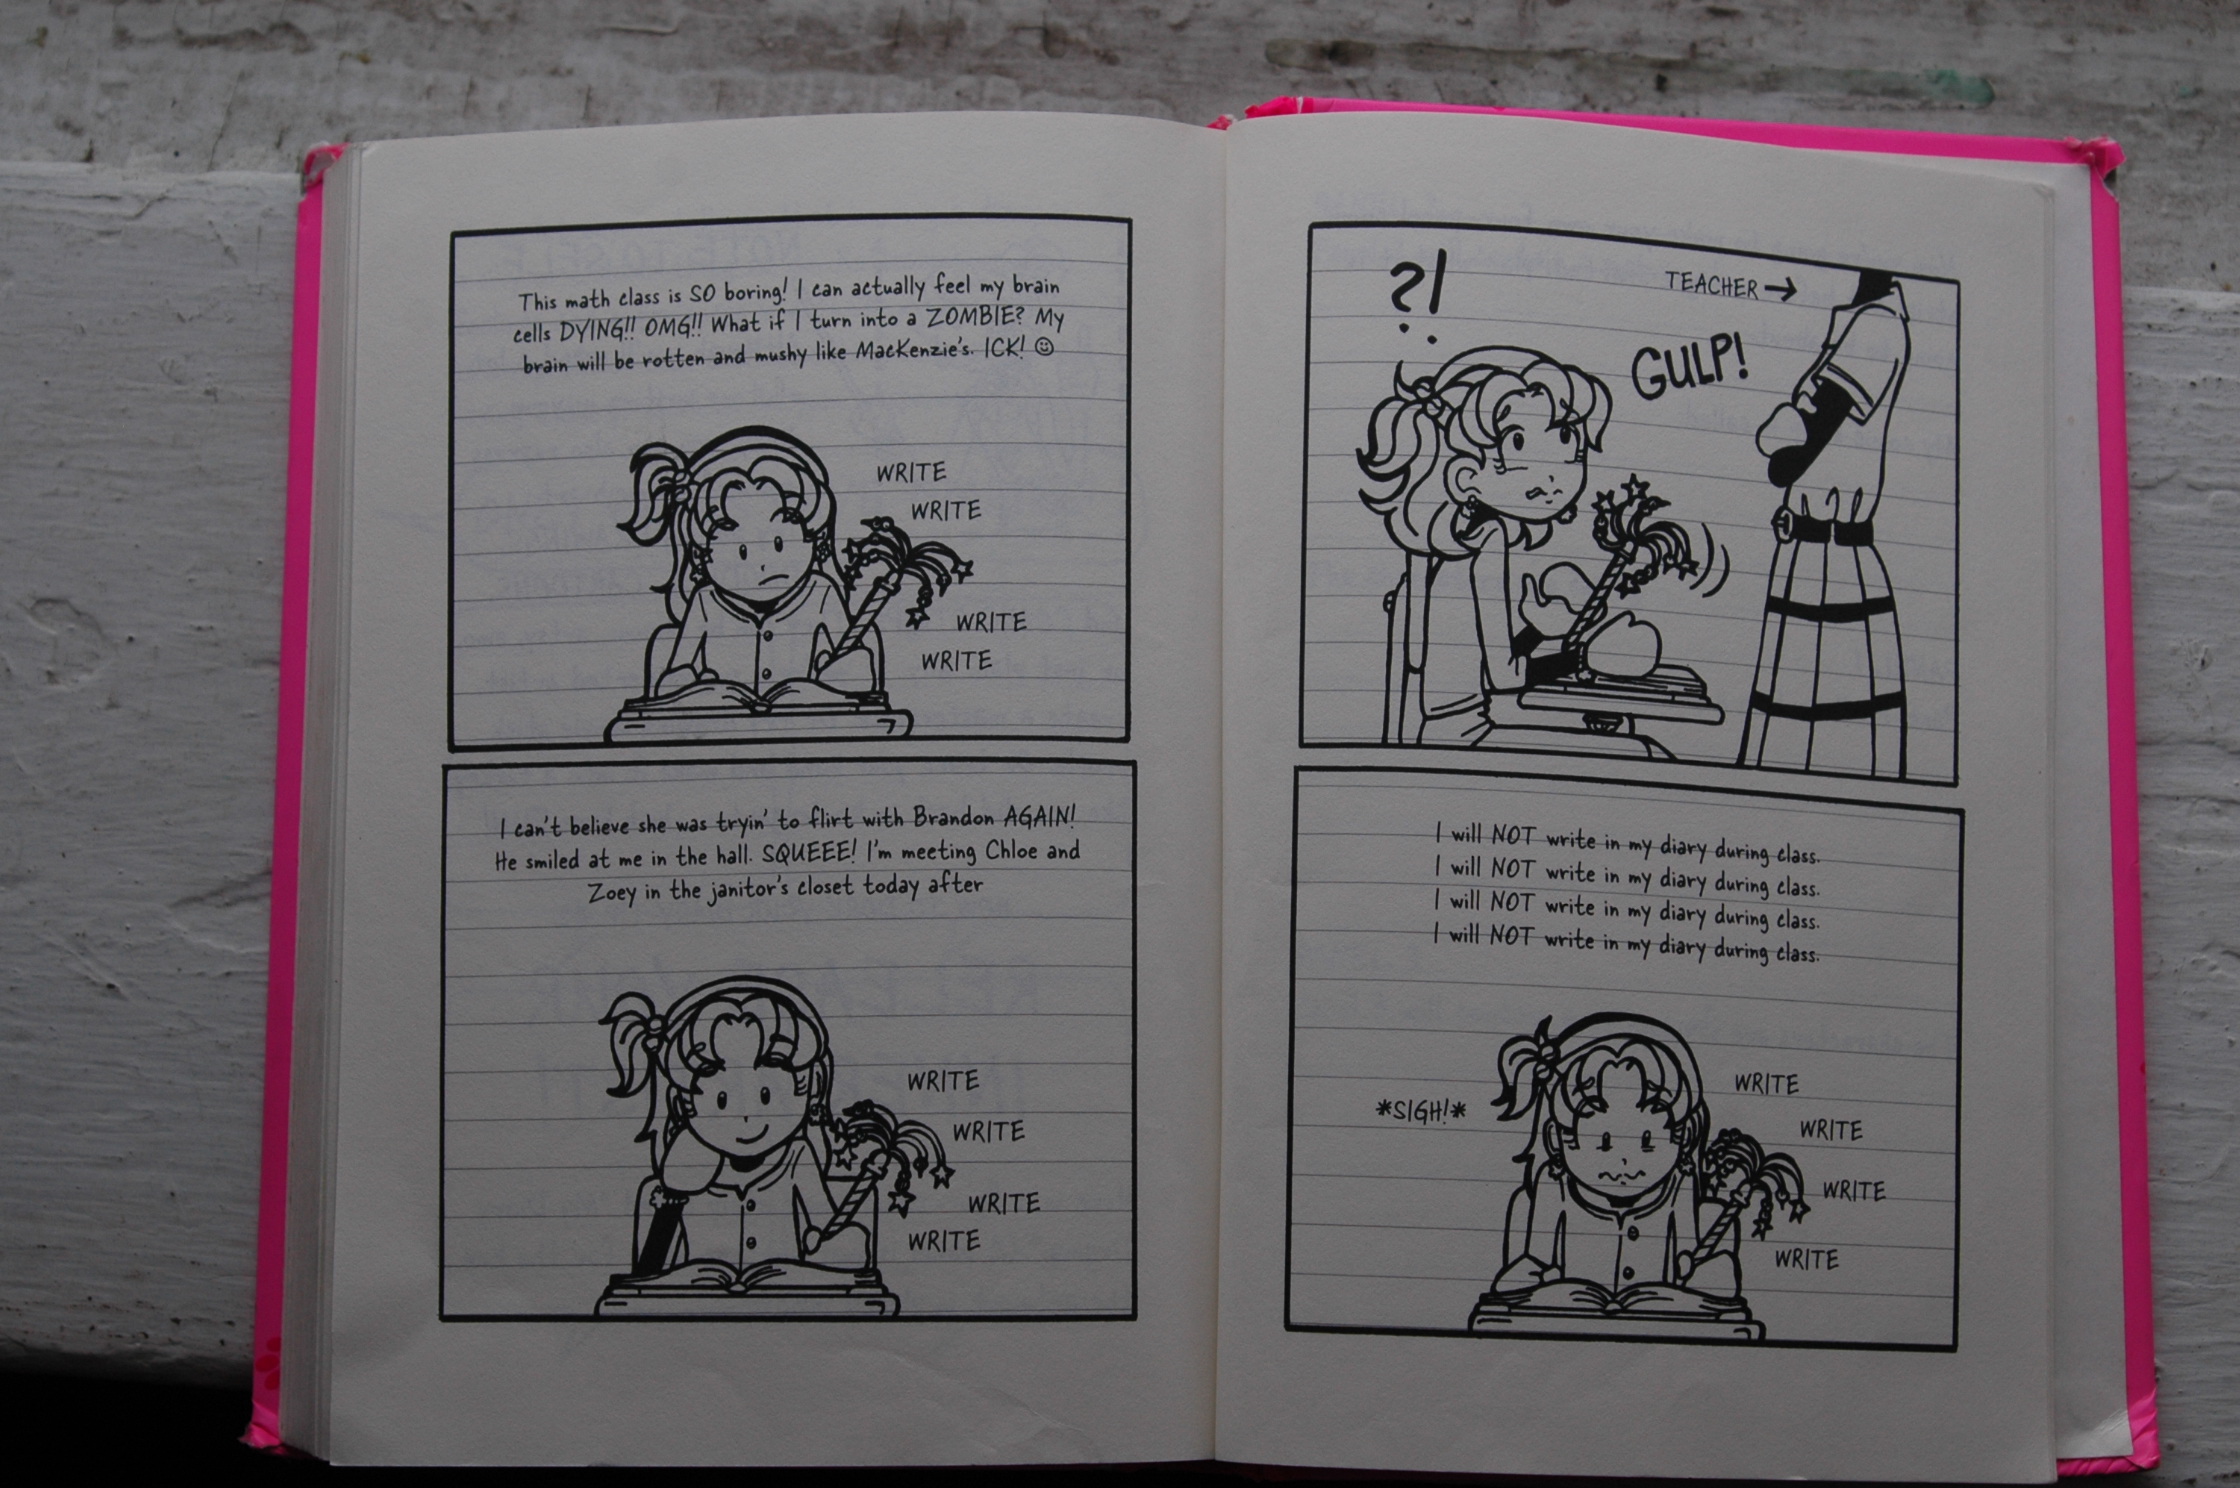 This math class is SO boring! I can actually feel my brain
cells DYING!! OMG!! What if I turn into a ZOMBIE? My
brain will be rotten and mushy like MacKenzie's. ICK! ☺
WRITE
WRITE
WRITE
WRITE
I can't believe she was tryin' to flirt with Brandon AGAIN!
He smiled at me in the hall. SQUEEE! I'm meeting Chloe and
Zoey in the janitor's closet today after
WRITE
WRITE
WRITE
WRITE
?!
TEACHER →
GULP!
I will NOT write in my diary during class.
I will NOT write in my diary during class.
I will NOT write in my diary during class.
I will NOT write in my diary during class.
*SIGH!*
WRITE
WRITE
WRITE
WRITE